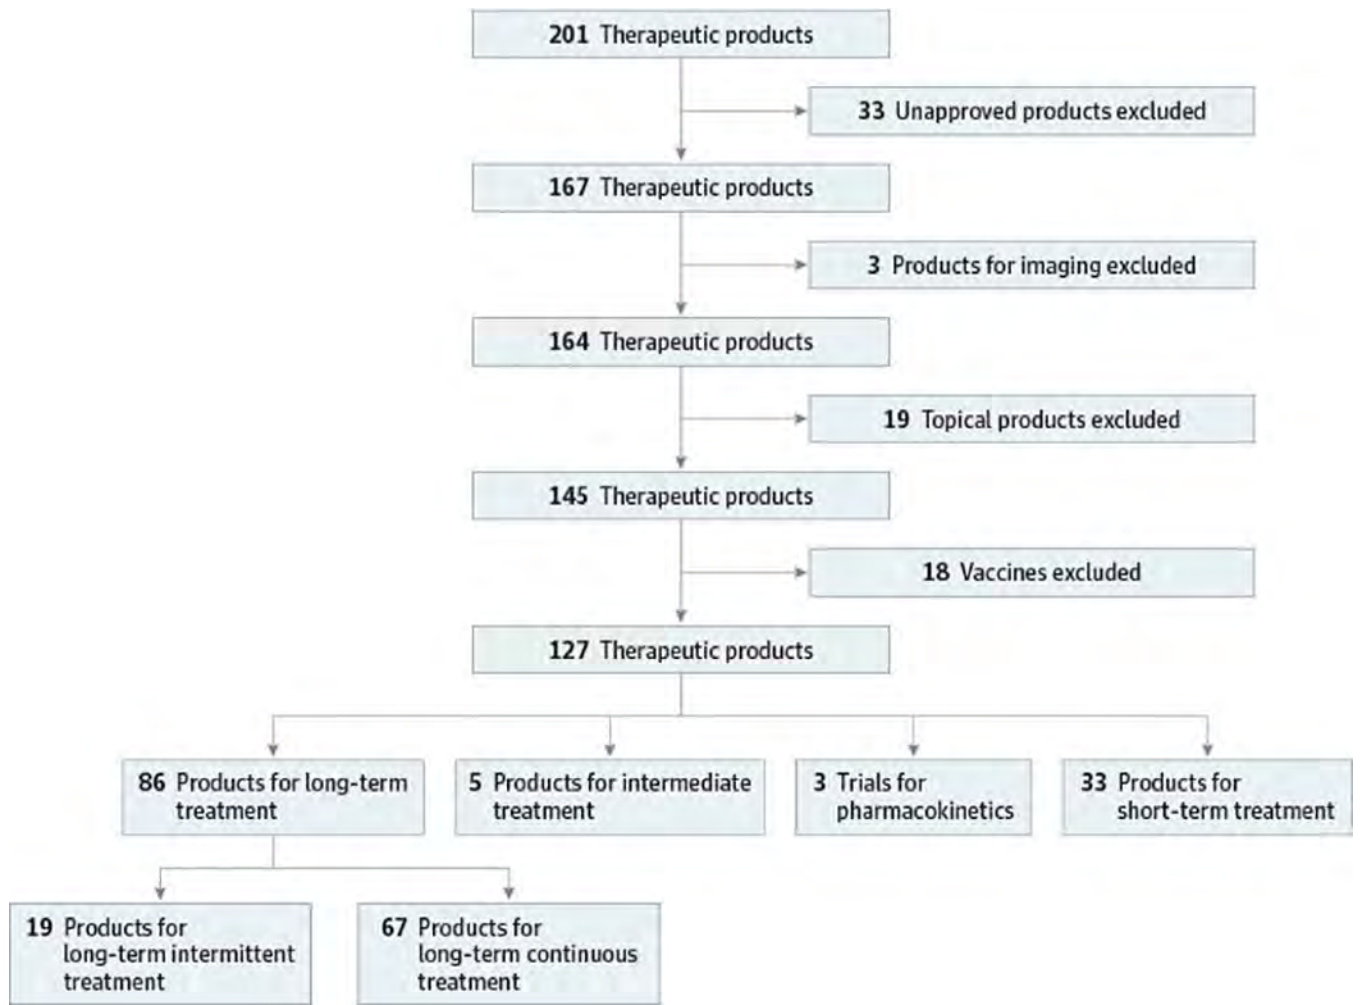 201 Therapeutic products
33 Unapproved products excluded
167 Therapeutic products
3 Products for imaging excluded
164 Therapeutic products
19 Topical products excluded
145 Therapeutic products
18 Vaccines excluded
127 Therapeutic products
86 Products for long-term
treatment
5 Products for intermediate
treatment
3 Trials for
pharmacokinetics
33 Products for
short-term treatment
19 Products for
long-term intermittent
treatment
67 Products for
long-term continuous
treatment